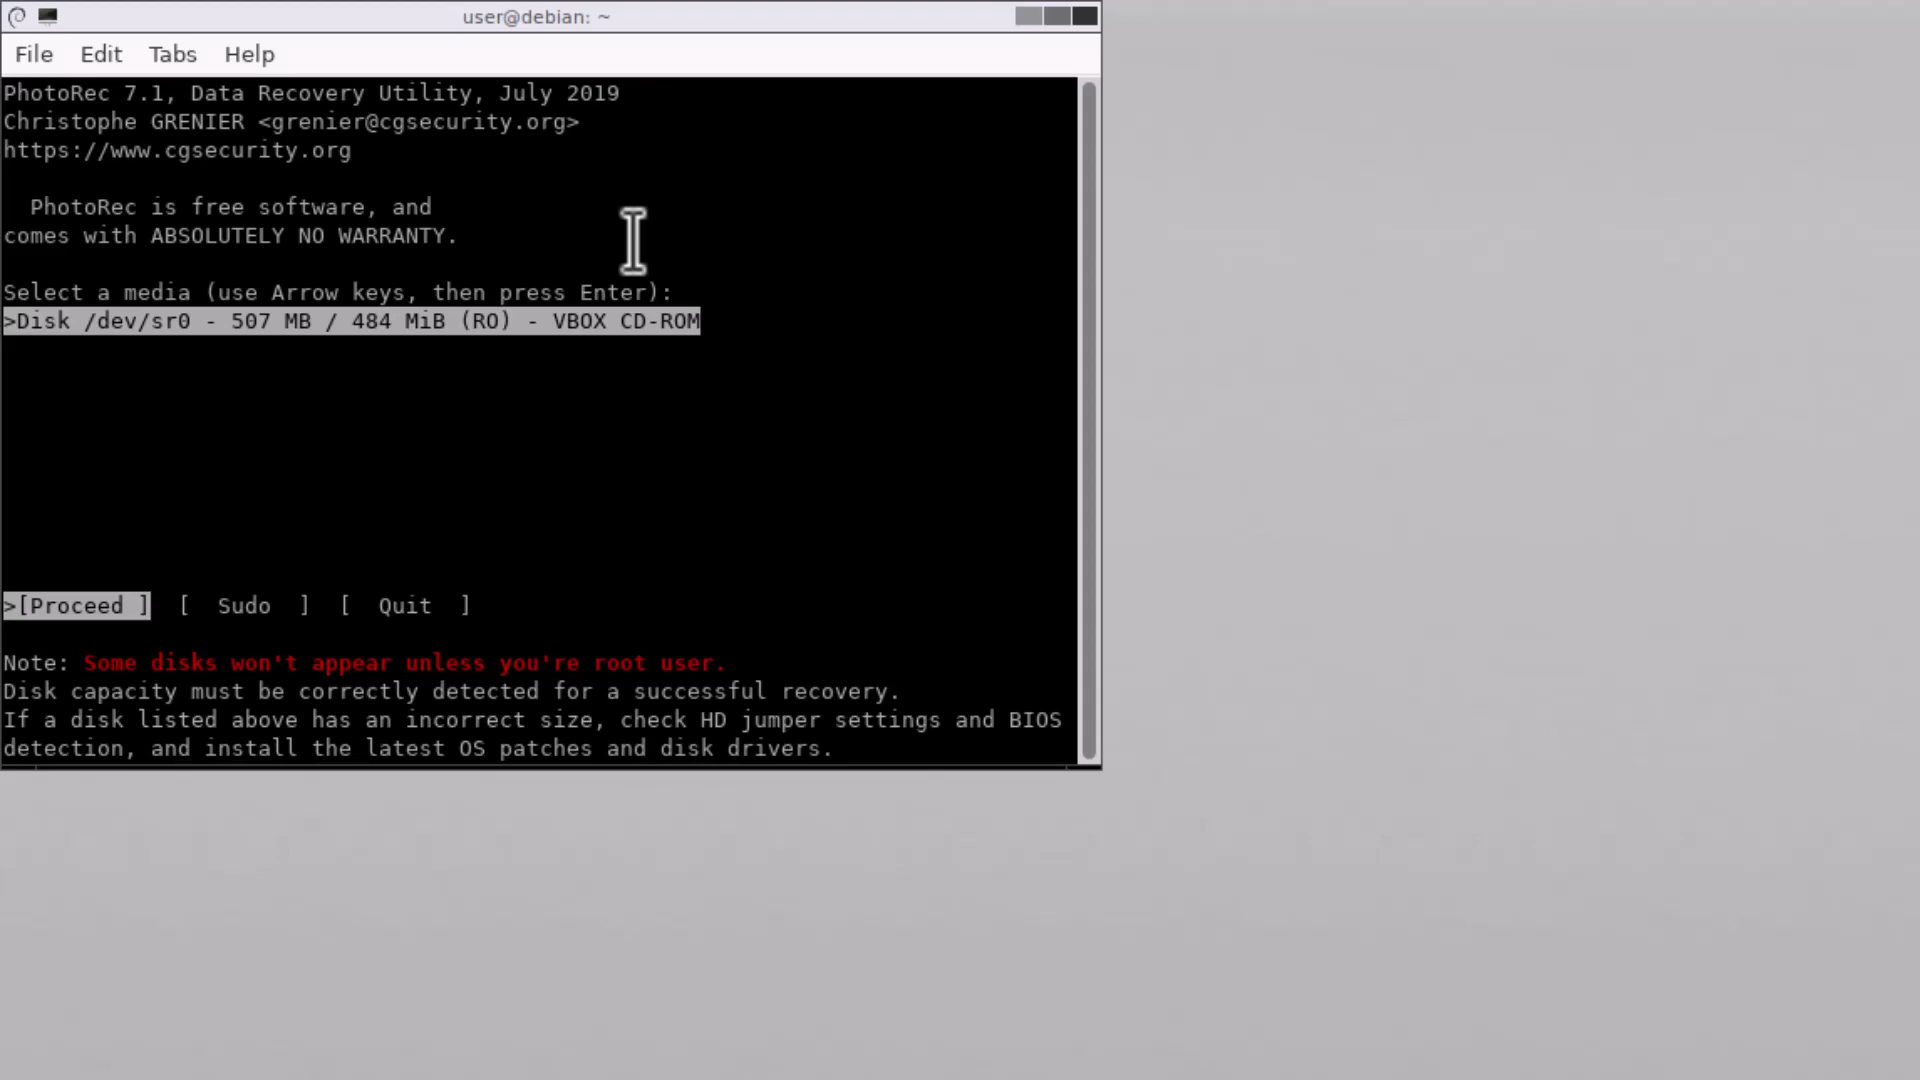 user@debian: ~
File Edit Tabs Help
PhotoRec 7.1, Data Recovery Utility, July 2019
Christophe GRENIER <grenier@cgsecurity.org>
https://www.cgsecurity.org
PhotoRec is free software, and
comes with ABSOLUTELY NO WARRANTY.
Select a media (use Arrow keys, then press Enter):
>Disk /dev/sr0 - 507 MB / 484 MiB (RO) - VBOX CD-ROM
>[Proceed ]  [  Sudo  ]  [  Quit  ]
Note: Some disks won't appear unless you're root user.
Disk capacity must be correctly detected for a successful recovery.
If a disk listed above has an incorrect size, check HD jumper settings and BIOS
detection, and install the latest OS patches and disk drivers.